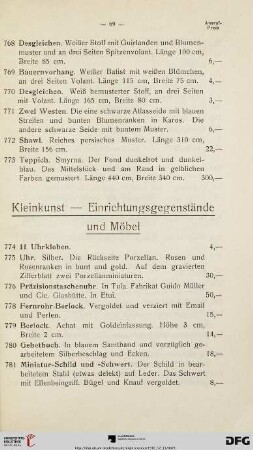 — 69 —
Ausruf-
Preis
768 Desgleichen. Weißer Stoff mit Guirlanden und Blumen-
muster und an drei Seiten Spitzenvolant. Länge 100,
Breite 85 cm. 6,—
769 Bauernvorhang. Weißer Batist mit weißen Blümchen,
an drei Seiten Volant. Länge 115 cm, Breite 75 cm. 4,—
770 Desgleichen. Weiß bemusterter Stoff, an drei Seiten
mit Volant. Länge 165 cm, Breite 80 cm. 3,—
771 Zwei Westen. Die eine schwarze Atlasseide mit blauen
Streifen und bunten Blumenranken in Karos. Die
andere schwarze Seide mit buntem Muster. 6,—
772 Shawl. Reiches persisches Muster. Länge 310 cm,
Breite 156 cm. 22,—
773 Teppich. Smyrna. Der Fond dunkelrot und dunkel-
blau. Das Mittelstück und am Rand in gelblichen
Farben gemustert. Länge 440 cm, Breite 340 cm. 300,—
Kleinkunst — Einrichtungsgegenstände
und Möbel
774 11 Uhrkloben. 4,—
775 Uhr. Silber. Die Rückseite Porzellan. Rosen und
Rosenranken in bunt und gold. Auf dem gravierten
Zifferblatt zwei Porzellanminiaturen. 30,—
776 Präzisionstaschenuhr. In Tula. Fabrikat Guido Müller
und Cie. Glashütte. In Etui. 50,—
778 Fernrohr-Berlock. Vergoldet und verziert mit Email
und Perlen. 15,—
779 Berlock. Achat mit Goldeinfassung. Höhe 3 cm,
Breite 2 cm. 14,—
780 Gebetbuch. In blauem Samtband und vorzüglich ge-
arbeitetem Silberbeschlag und Ecken. 18,—
781 Miniatur-Schild und -Schwert. Der Schild in bear-
beitetem Stahl (etwas defekt) auf Leder. Das Schwert
mit Elfenbeingriff. Bügel und Knauf vergoldet. 8,—
DFG